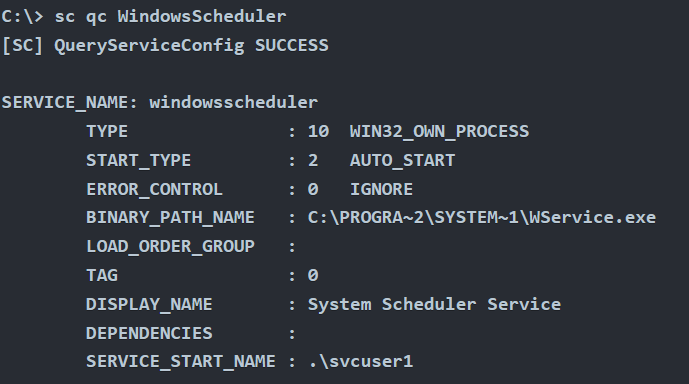 C:\> sc qc WindowsScheduler
[SC] QueryServiceConfig SUCCESS

SERVICE_NAME: windowsscheduler
        TYPE               : 10  WIN32_OWN_PROCESS
        START_TYPE         : 2   AUTO_START
        ERROR_CONTROL      : 0   IGNORE
        BINARY_PATH_NAME   : C:\PROGRA~2\SYSTEM~1\WService.exe
        LOAD_ORDER_GROUP   :
        TAG                : 0
        DISPLAY_NAME       : System Scheduler Service
        DEPENDENCIES       :
        SERVICE_START_NAME : .\svcuser1